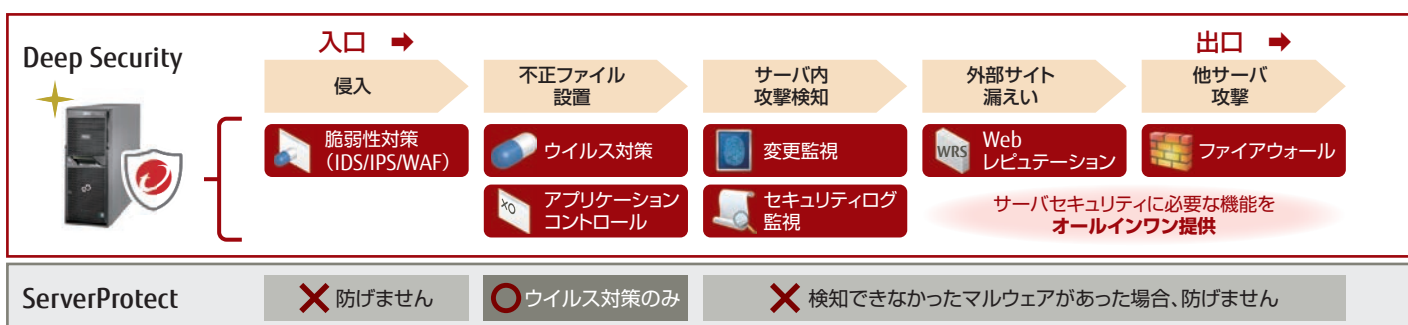 Deep Security
入口
出口
侵入
不正ファイル
設置
サーバ内
攻撃検知
外部サイト
漏えい
他サーバ
攻撃
脆弱性対策
（IDS/IPS/WAF）
ウイルス対策
変更監視
WRS
Web
レピュテーション
ファイアウォール
XO
アプリケーション
コントロール
セキュリティログ
監視
サーバセキュリティに必要な機能を
オールインワン提供
ServerProtect
防げません
ウイルス対策のみ
検知できなかったマルウェアがあった場合、防げません